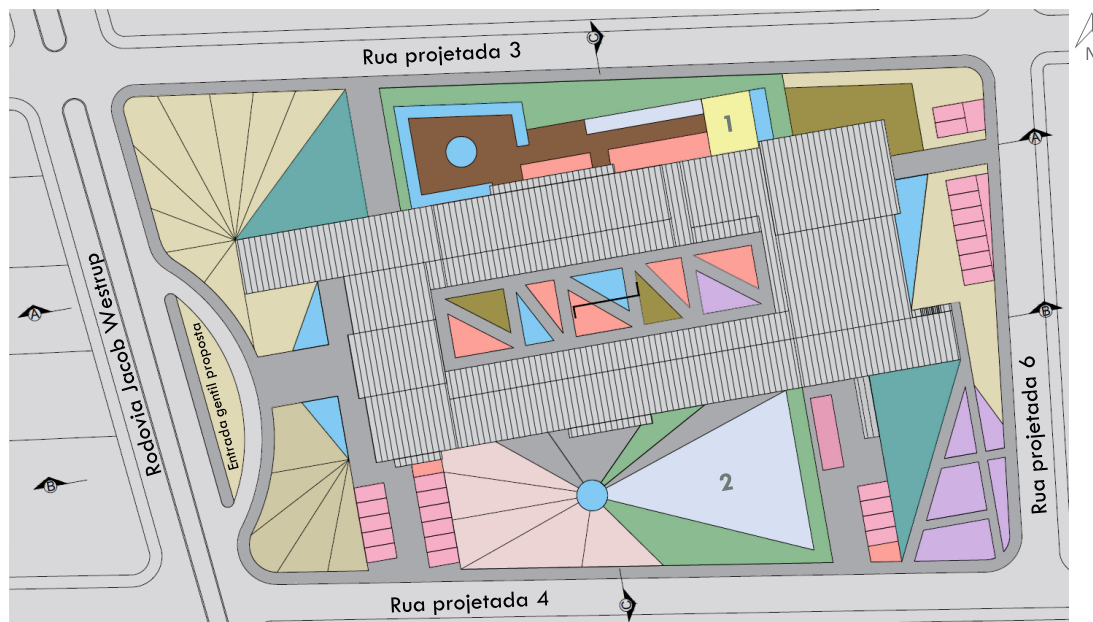 Rua projetada 3
C
N
1
A
A
Rodovia Jacob Westrup
Entrada gentil proposta
B
B
Rua projetada 6
2
Rua projetada 4
C